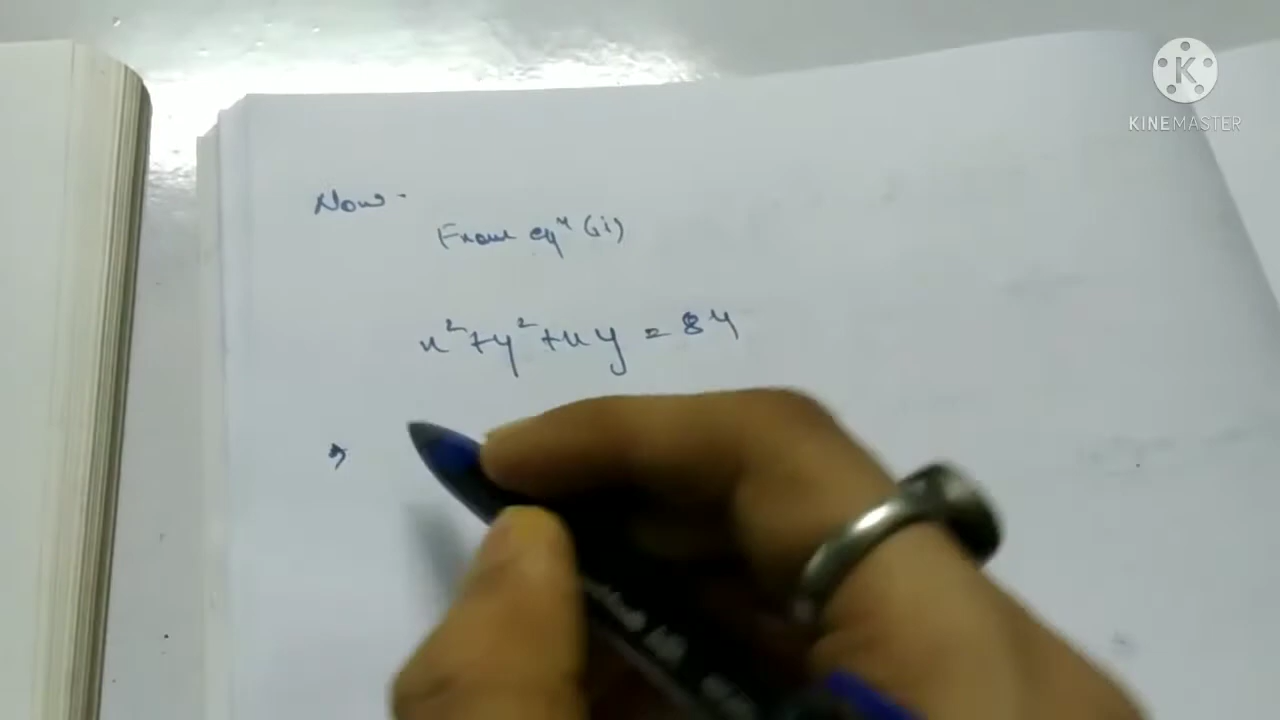 Now -
From eqⁿ (ii)
x² + y² + xy = 84
⇒
K
KINEMASTER